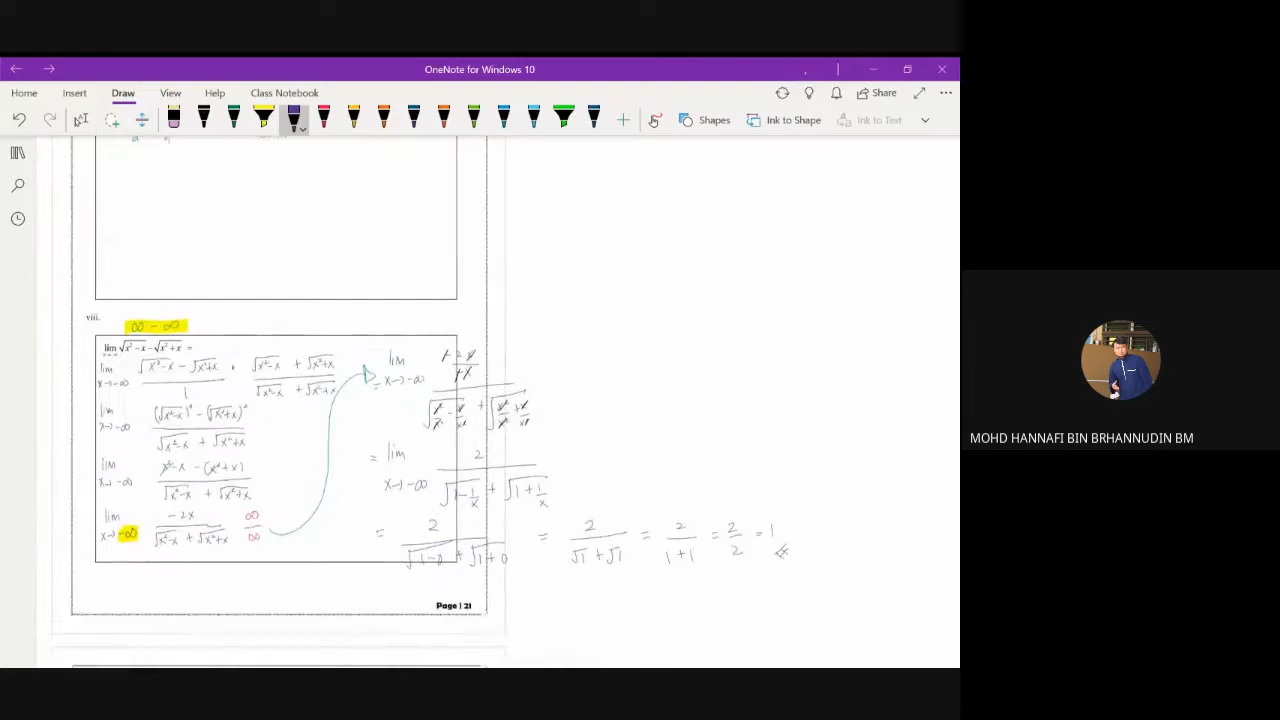 OneNote for Windows 10
Home Insert Draw View Help Class Notebook Share
Shapes Ink to Shape Ink to Text
viii.
∞ - ∞
lim √x²-x - √x²+x =
lim x→-∞ (√x²-x - √x²+x)/1 · (√x²-x + √x²+x)/(√x²-x + √x²+x)
lim x→-∞ ((√x²-x)² - (√x²+x)²)/(√x²-x + √x²+x)
lim x→-∞ (x²-x - (x²+x))/(√x²-x + √x²+x)
lim x→-∞ -2x/(√x²-x + √x²+x) ∞/∞
= lim x→-∞
= lim x→-∞ 2/(√1-1/x + √1+1/x)
= 2/(√1-0 + √1+0) = 2/(√1+√1) = 2/(1+1) = 2/2 = 1
Page | 21
MOHD HANNAFI BIN BRHANNUDIN BM